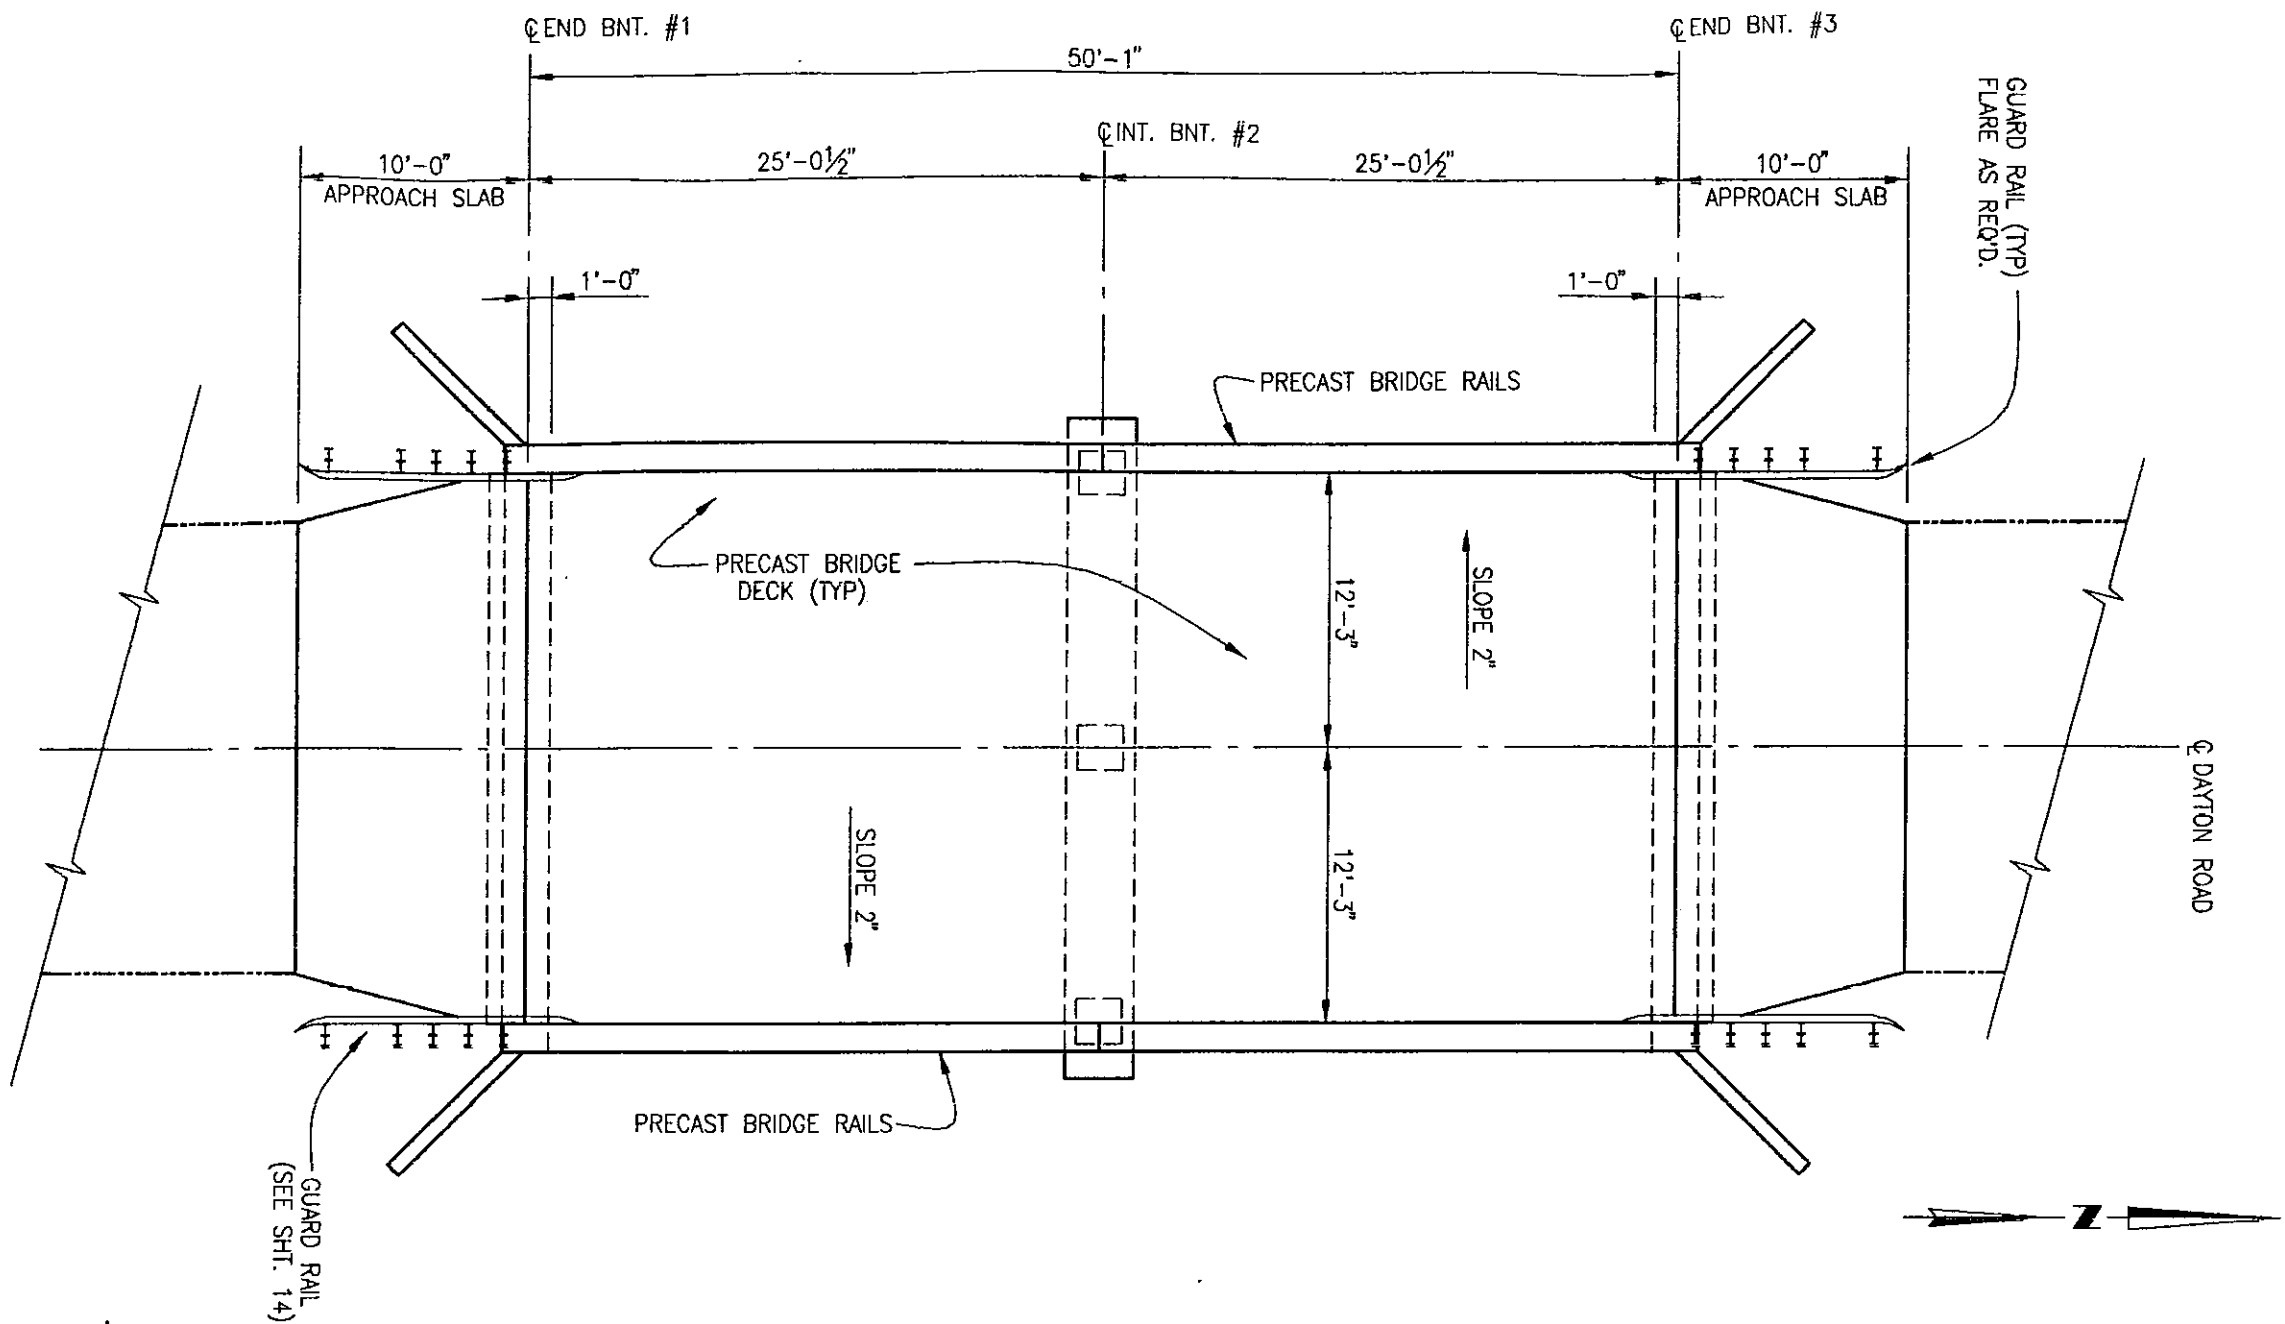 ℄ END BNT. #1
℄ END BNT. #3
50'-1"
℄ INT. BNT. #2
10'-0"
APPROACH SLAB
25'-0½"
25'-0½"
10'-0"
APPROACH SLAB
GUARD RAIL (TYP)
FLARE AS REQ'D.
1'-0"
1'-0"
PRECAST BRIDGE RAILS
PRECAST BRIDGE
DECK (TYP)
12'-3"
SLOPE 2"
℄ DAYTON ROAD
SLOPE 2"
12'-3"
PRECAST BRIDGE RAILS
GUARD RAIL
(SEE SHT. 14)
N